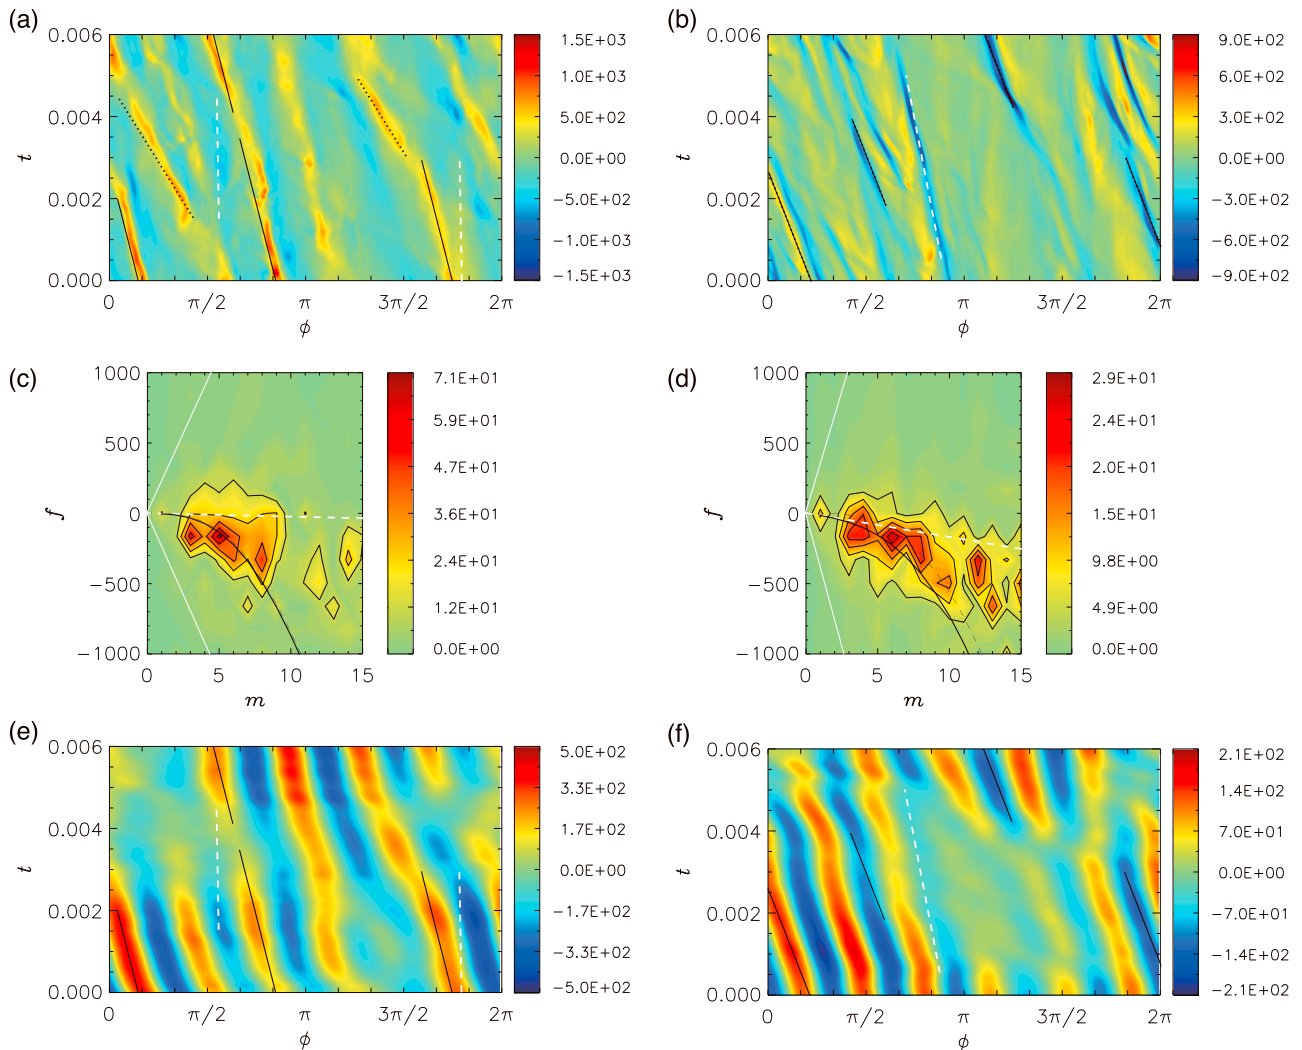 (a)
0.006
0.004
0.002
0.000
t
0 π/2 π 3π/2 2π
ϕ
1.5E+03
1.0E+03
5.0E+02
0.0E+00
−5.0E+02
−1.0E+03
−1.5E+03
(b)
0.006
0.004
0.002
0.000
t
0 π/2 π 3π/2 2π
ϕ
9.0E+02
6.0E+02
3.0E+02
0.0E+00
−3.0E+02
−6.0E+02
−9.0E+02
(c)
1000
500
0
−500
−1000
f
0 5 10 15
m
7.1E+01
5.9E+01
4.7E+01
3.6E+01
2.4E+01
1.2E+01
0.0E+00
(d)
1000
500
0
−500
−1000
f
0 5 10 15
m
2.9E+01
2.4E+01
2.0E+01
1.5E+01
9.8E+00
4.9E+00
0.0E+00
(e)
0.006
0.004
0.002
0.000
t
0 π/2 π 3π/2 2π
ϕ
5.0E+02
3.3E+02
1.7E+02
0.0E+00
−1.7E+02
−3.3E+02
−5.0E+02
(f)
0.006
0.004
0.002
0.000
t
0 π/2 π 3π/2 2π
ϕ
2.1E+02
1.4E+02
7.0E+01
0.0E+00
−7.0E+01
−1.4E+02
−2.1E+02